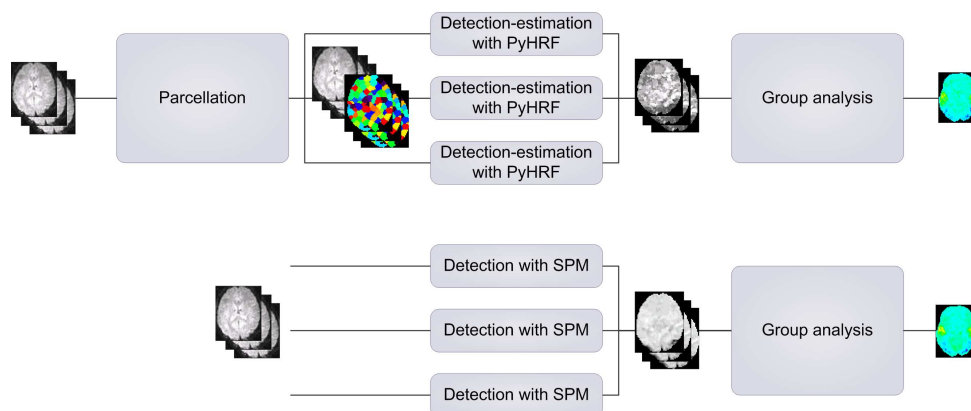 Detection-estimation
with PyHRF
Parcellation
Detection-estimation
with PyHRF
Group analysis
Detection-estimation
with PyHRF
Detection with SPM
Detection with SPM
Group analysis
Detection with SPM